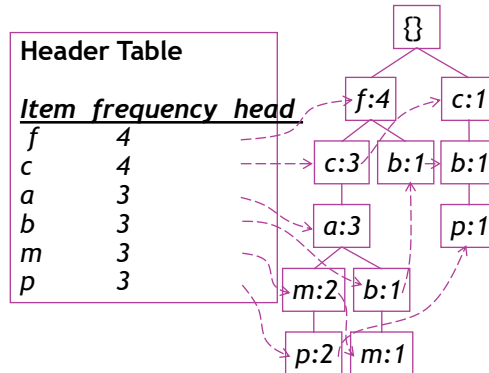 Header Table
Item frequency head
f 4
c 4
a 3
b 3
m 3
p 3
{}
f:4 c:1
c:3 b:1 b:1
a:3 p:1
m:2 b:1
p:2 m:1